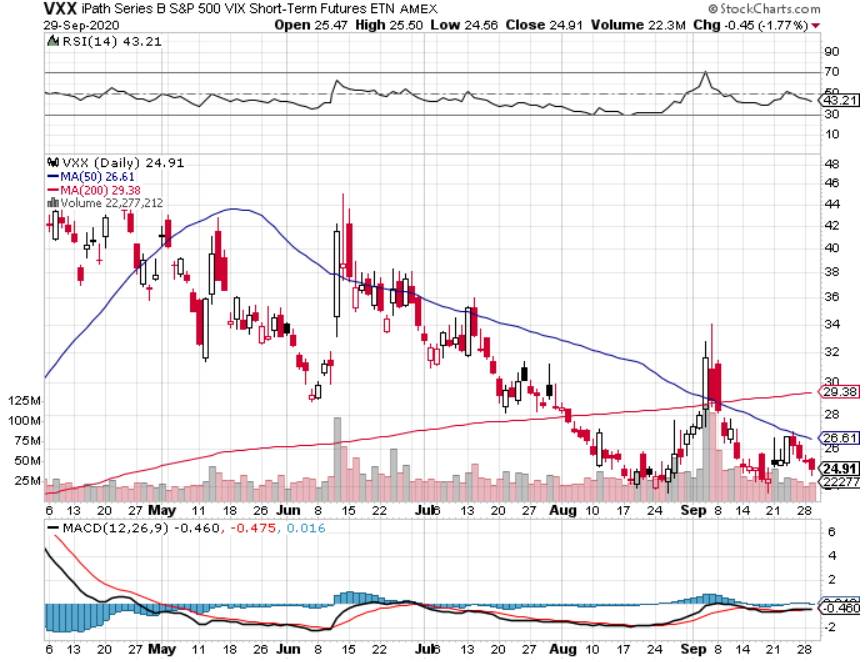 VXX iPath Series B S&P 500 VIX Short-Term Futures ETN AMEX © StockCharts.com
29-Sep-2020 Open 25.47 High 25.50 Low 24.56 Close 24.91 Volume 22.3M Chg -0.45 (-1.77%)
RSI(14) 43.21
90
70
50
43.21
30
10
VXX (Daily) 24.91
MA(50) 26.61
MA(200) 29.38
Volume 22,277,212
48
46
44
42
40
38
36
34
32
30
29.38
28
26.61
26
24.91
22277
125M
100M
75M
50M
25M
6 13 20 27 May 11 18 26 Jun 8 15 22 Jul 6 13 20 27 Aug 10 17 24 Sep 8 14 21 28
MACD(12,26,9) -0.460, -0.475, 0.016
6
4
2
-0.460
-2
6 13 20 27 May 11 18 26 Jun 8 15 22 Jul 6 13 20 27 Aug 10 17 24 Sep 8 14 21 28